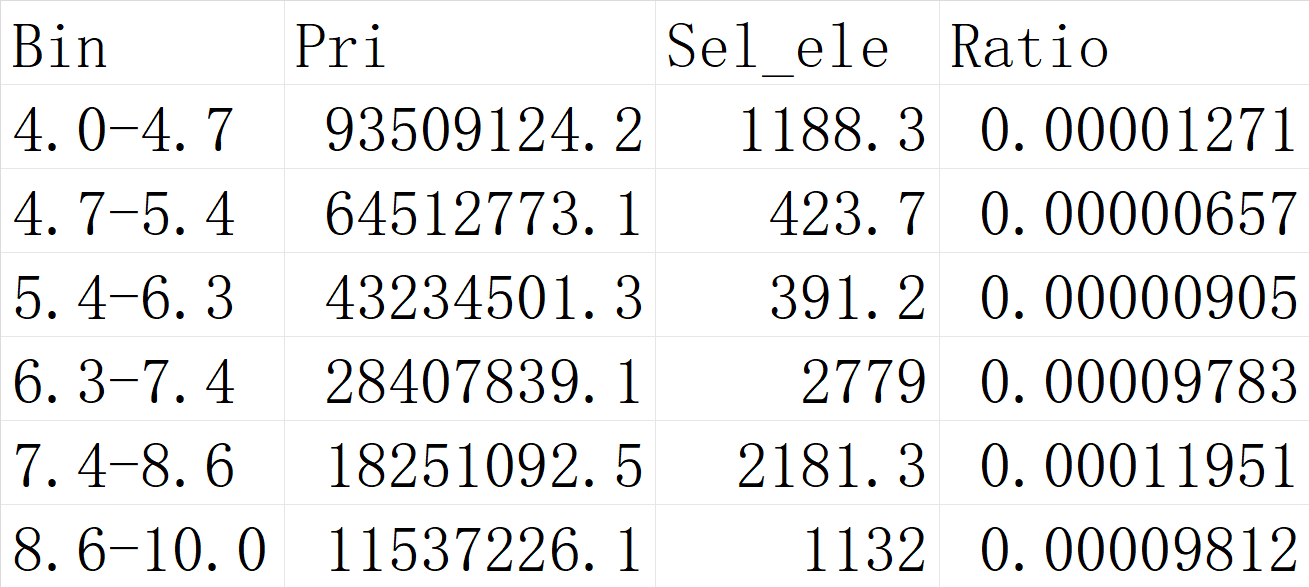 Bin Pri Sel_ele Ratio
4.0-4.7 93509124.2 1188.3 0.00001271
4.7-5.4 64512773.1 423.7 0.00000657
5.4-6.3 43234501.3 391.2 0.00000905
6.3-7.4 28407839.1 2779 0.00009783
7.4-8.6 18251092.5 2181.3 0.00011951
8.6-10.0 11537226.1 1132 0.00009812